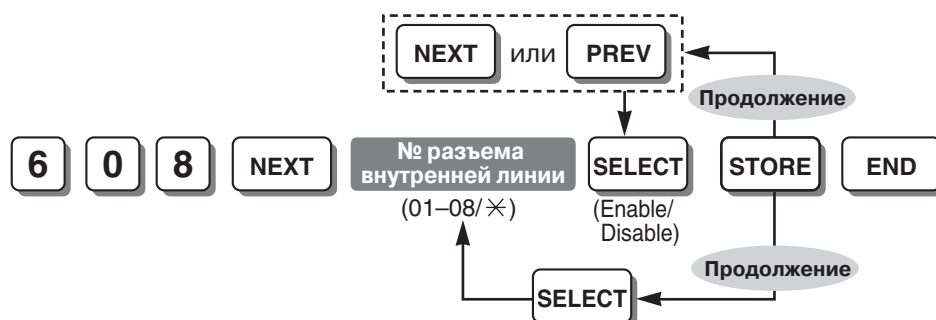 NEXT или PREV
Продолжение
6 0 8 NEXT № разъема внутренней линии SELECT STORE END
(01–08/✳)
(Enable/
Disable)
Продолжение
SELECT